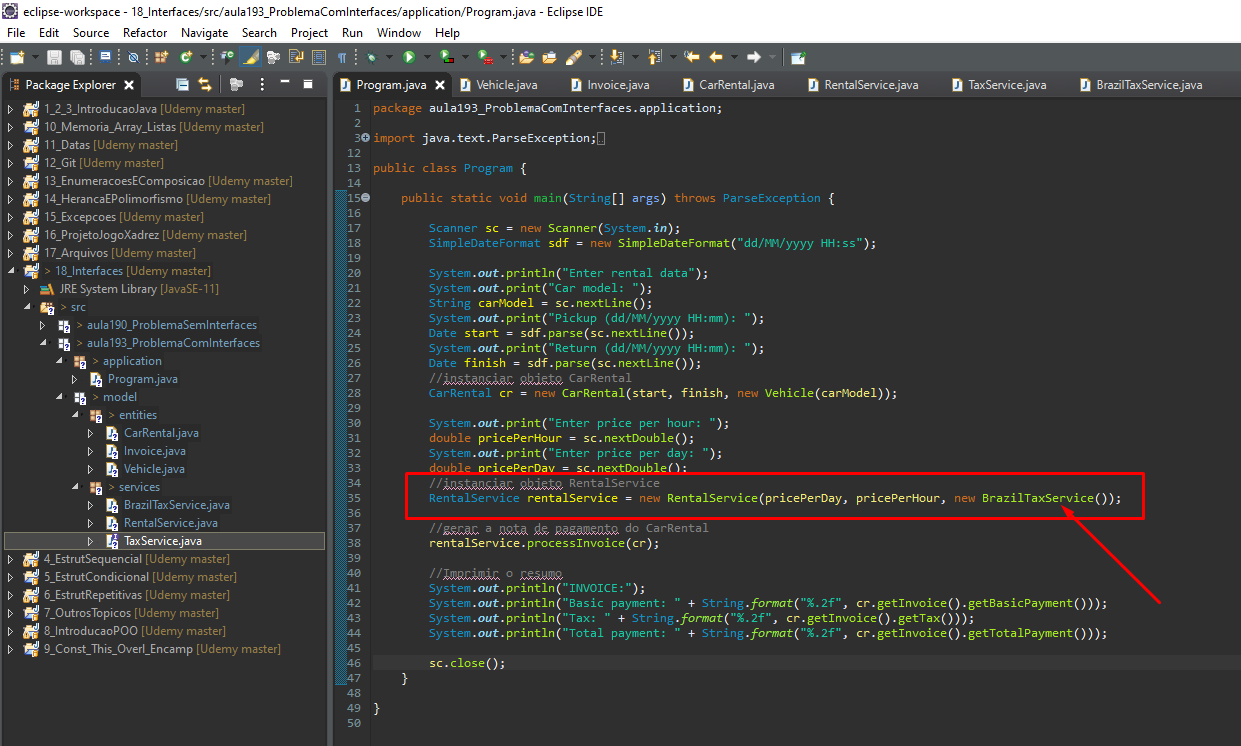 eclipse-workspace - 18_Interfaces/src/aula193_ProblemaComInterfaces/application/Program.java - Eclipse IDE
File Edit Source Refactor Navigate Search Project Run Window Help
Package Explorer
1_2_3_IntroducaoJava [Udemy master]
10_Memoria_Array_Listas [Udemy master]
11_Datas [Udemy master]
12_Git [Udemy master]
13_EnumeracoesEComposicao [Udemy master]
14_HerancaEPolimorfismo [Udemy master]
15_Excepcoes [Udemy master]
16_ProjetoJogoXadrez [Udemy master]
17_Arquivos [Udemy master]
> 18_Interfaces [Udemy master]
JRE System Library [JavaSE-11]
> src
> aula190_ProblemaSemInterfaces
> aula193_ProblemaComInterfaces
> application
Program.java
> model
> entities
CarRental.java
Invoice.java
Vehicle.java
> services
BrazilTaxService.java
RentalService.java
TaxService.java
4_EstrutSequencial [Udemy master]
5_EstrutCondicional [Udemy master]
6_EstrutRepetitivas [Udemy master]
7_OutrosTopicos [Udemy master]
8_IntroducaoPOO [Udemy master]
9_Const_This_Overl_Encamp [Udemy master]
Program.java Vehicle.java Invoice.java CarRental.java RentalService.java TaxService.java BrazilTaxService.java
1 package aula193_ProblemaComInterfaces.application;
2
3 import java.text.ParseException;
12
13 public class Program {
14
15 public static void main(String[] args) throws ParseException {
16
17 Scanner sc = new Scanner(System.in);
18 SimpleDateFormat sdf = new SimpleDateFormat("dd/MM/yyyy HH:ss");
19
20 System.out.println("Enter rental data");
21 System.out.print("Car model: ");
22 String carModel = sc.nextLine();
23 System.out.print("Pickup (dd/MM/yyyy HH:mm): ");
24 Date start = sdf.parse(sc.nextLine());
25 System.out.print("Return (dd/MM/yyyy HH:mm): ");
26 Date finish = sdf.parse(sc.nextLine());
27 //instanciar objeto CarRental
28 CarRental cr = new CarRental(start, finish, new Vehicle(carModel));
29
30 System.out.print("Enter price per hour: ");
31 double pricePerHour = sc.nextDouble();
32 System.out.print("Enter price per day: ");
33 double pricePerDay = sc.nextDouble();
34 //instanciar objeto RentalService
35 RentalService rentalService = new RentalService(pricePerDay, pricePerHour, new BrazilTaxService());
36
37 //gerar a nota de pagamento do CarRental
38 rentalService.processInvoice(cr);
39
40 //Imprimir o resumo
41 System.out.println("INVOICE:");
42 System.out.println("Basic payment: " + String.format("%.2f", cr.getInvoice().getBasicPayment()));
43 System.out.println("Tax: " + String.format("%.2f", cr.getInvoice().getTax()));
44 System.out.println("Total payment: " + String.format("%.2f", cr.getInvoice().getTotalPayment()));
45
46 sc.close();
47 }
48
49 }
50